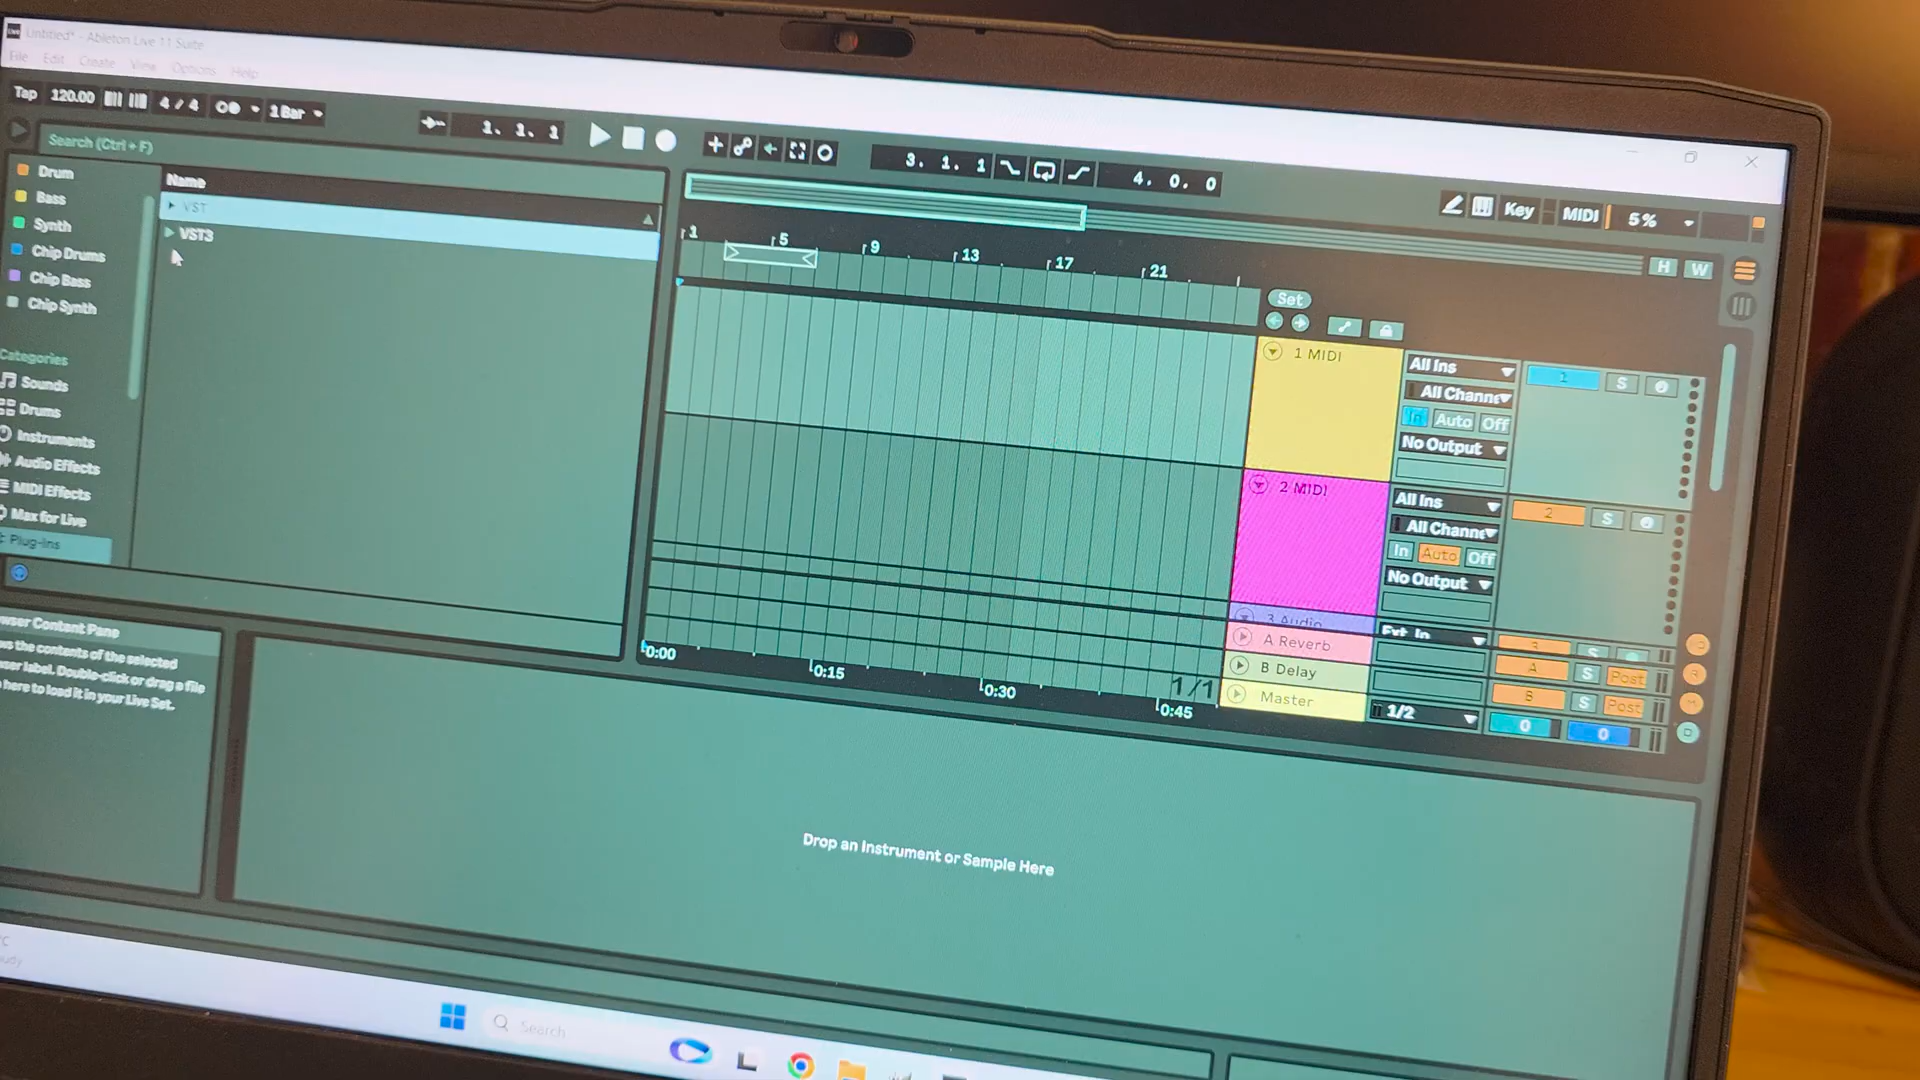 Untitled* - Ableton Live 11 Suite
File Edit Create View Options Help
Tap 120.00 4 / 4 1 Bar
1. 1. 1
3. 1. 1
4. 0. 0
Key MIDI 5%
Search (Ctrl + F)
Drum
Bass
Synth
Chip Drums
Chip Bass
Chip Synth
Categories
Sounds
Drums
Instruments
Audio Effects
MIDI Effects
Max for Live
Plug-Ins
Name
VST
VST3
1 5 9 13 17 21
H W
Set
1 MIDI
All Ins
All Channe
In Auto Off
No Output
1 S
2 MIDI
All Ins
All Channe
In Auto Off
No Output
2 S
3 Audio
Ext. In
3 S
A Reverb
A S Post
B Delay
B S Post
Master
1/2
0 0
0:00 0:15 0:30 0:45
1/1
wser Content Pane
ws the contents of the selected
wser label. Double-click or drag a file
here to load it in your Live Set.
Drop an Instrument or Sample Here
Search